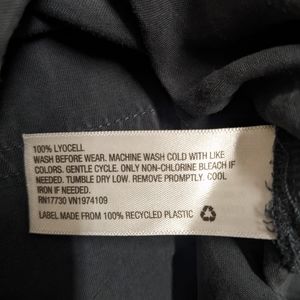 100% LYOCELL
WASH BEFORE WEAR. MACHINE WASH COLD WITH LIKE
COLORS. GENTLE CYCLE. ONLY NON-CHLORINE BLEACH IF
NEEDED. TUMBLE DRY LOW. REMOVE PROMPTLY. COOL
IRON IF NEEDED.
RN17730 VN1974109
LABEL MADE FROM 100% RECYCLED PLASTIC